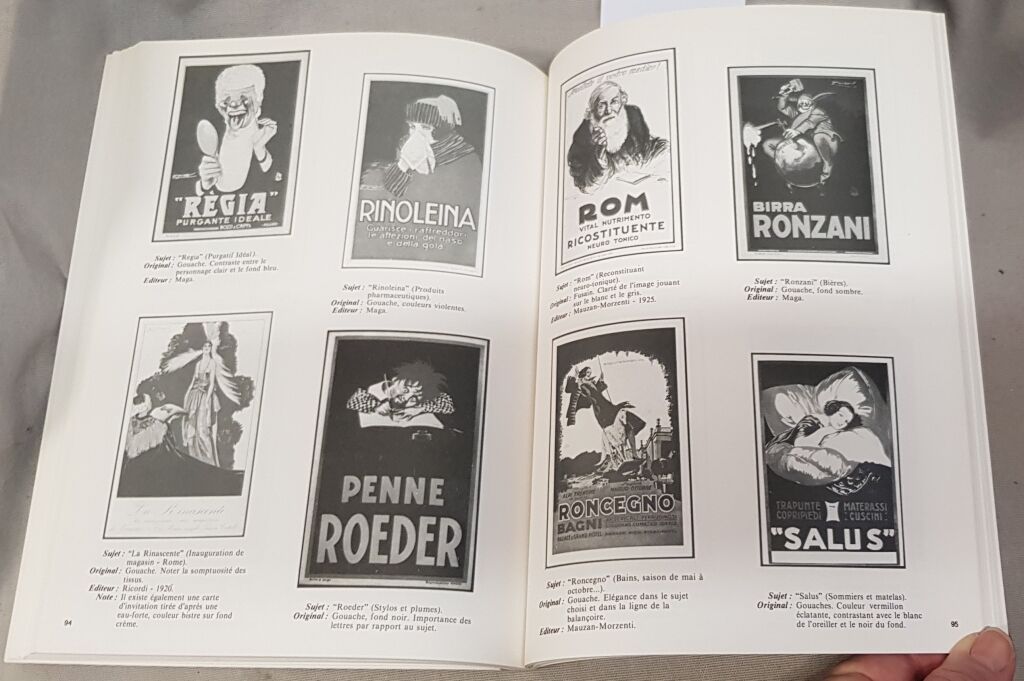 "RÈGIA"
PURGANTE IDEALE
Sujet : "Regia" (Purgatif Idéal).
Original : Gouache. Contraste entre le
personnage clair et le fond bleu.
Editeur : Maga.
RINOLEINA
Guarisce i raffreddori
le affezioni del naso
e della gola
Sujet : "Rinoleina" (Produits
pharmaceutiques).
Original : Gouache, couleurs violentes.
Editeur : Maga.
Sujet : "La Rinascente" (Inauguration de
magasin - Rome).
Original : Gouache. Noter la somptuosité des
tissus.
Editeur : Ricordi - 1920.
Note : Il existe également une carte
d'invitation tirée d'après une
eau-forte, couleur bistre sur fond
crème.
PENNE
ROEDER
Sujet : "Roeder" (Stylos et plumes).
Original : Gouache, fond noir. Importance des
lettres par rapport au sujet.
94
ROM
VITAL NUTRIMENTO
RICOSTITUENTE
NEURO TONICO
Sujet : "Rom" (Reconstituant
neuro-tonique).
Original : Fusain. Clarté de l'image jouant
sur le blanc et le gris.
Editeur : Mauzan-Morzenti - 1925.
BIRRA
RONZANI
Sujet : "Ronzani" (Bières).
Original : Gouache, fond sombre.
Editeur : Maga.
RONCEGNO
BAGNI
Sujet : "Roncegno" (Bains, saison de mai à
octobre...).
Original : Gouache. Elégance dans le sujet
choisi et dans la ligne de la
balançoire.
Editeur : Mauzan-Morzenti.
TRAPUNTE MATERASSI
COPRIPIEDI CUSCINI
"SALUS"
Sujet : "Salus" (Sommiers et matelas).
Original : Gouaches. Couleur vermillon
éclatante, contrastant avec le blanc
de l'oreiller et le noir du fond.
95